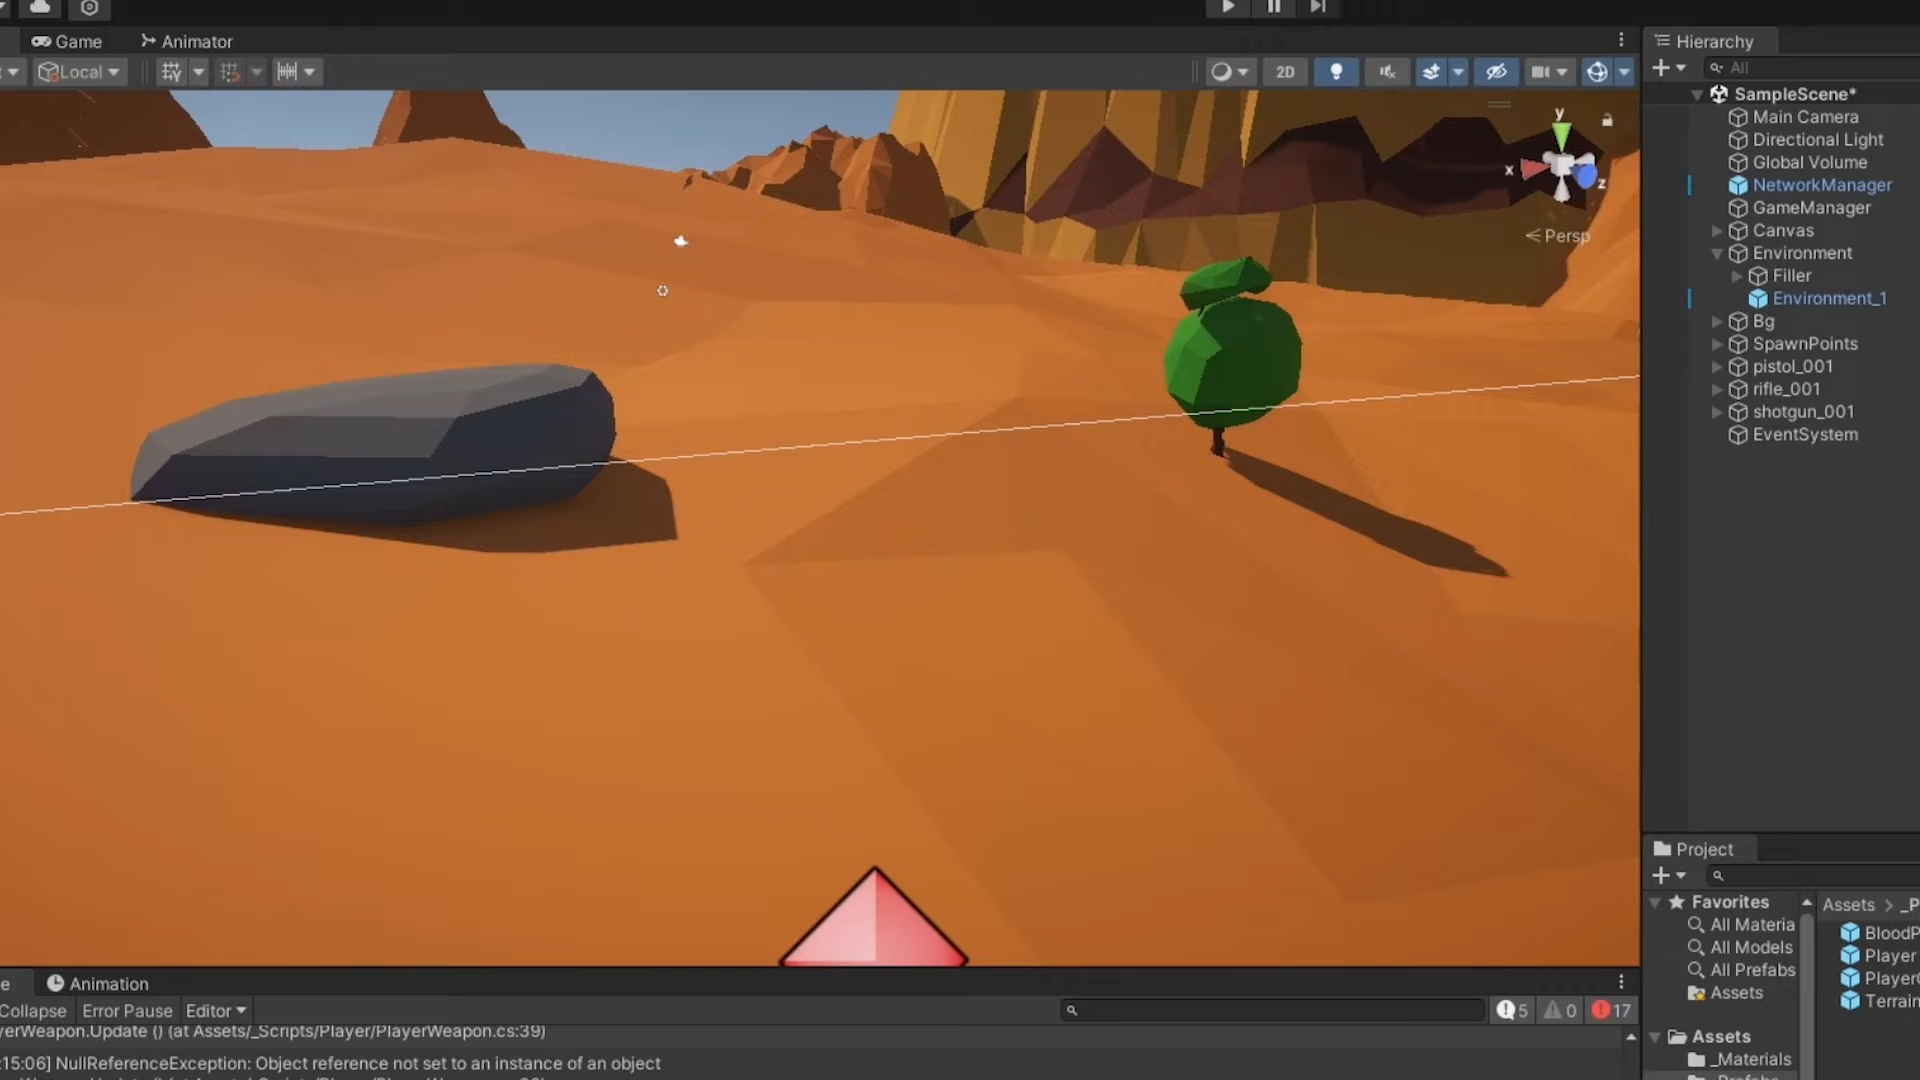 Game
Animator
Local
2D
y
x
z
Persp
Hierarchy
All
SampleScene*
Main Camera
Directional Light
Global Volume
NetworkManager
GameManager
Canvas
Environment
Filler
Environment_1
Bg
SpawnPoints
pistol_001
rifle_001
shotgun_001
EventSystem
Project
Favorites
All Materia
All Models
All Prefabs
Assets
Assets
_Materials
Assets > _P
BloodP
Player
Player
Terrain
e
Animation
Collapse
Error Pause
Editor
5
0
17
yerWeapon.Update () (at Assets/_Scripts/Player/PlayerWeapon.cs:39)
:15:06] NullReferenceException: Object reference not set to an instance of an object